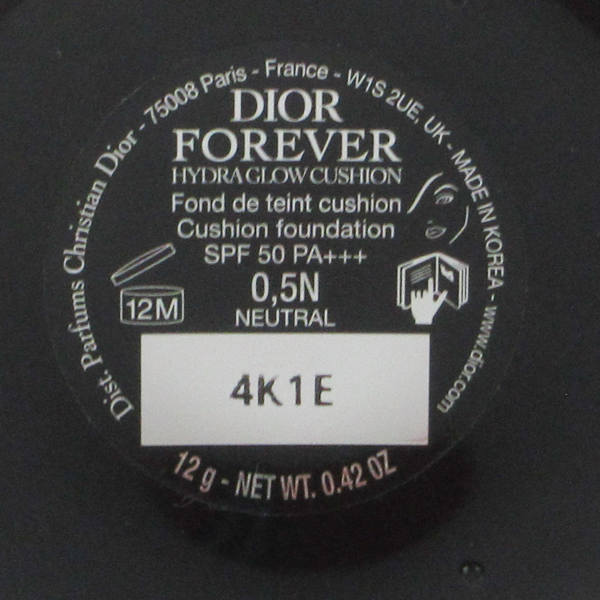 Dist. Parfums Christian Dior - 75008 Paris - France - W1S 2UE, UK - MADE IN KOREA - www.dior.com
DIOR
FOREVER
HYDRA GLOW CUSHION
Fond de teint cushion
Cushion foundation
SPF 50 PA+++
0,5N
NEUTRAL
12M
4K1E
12 g - NET WT. 0.42 OZ